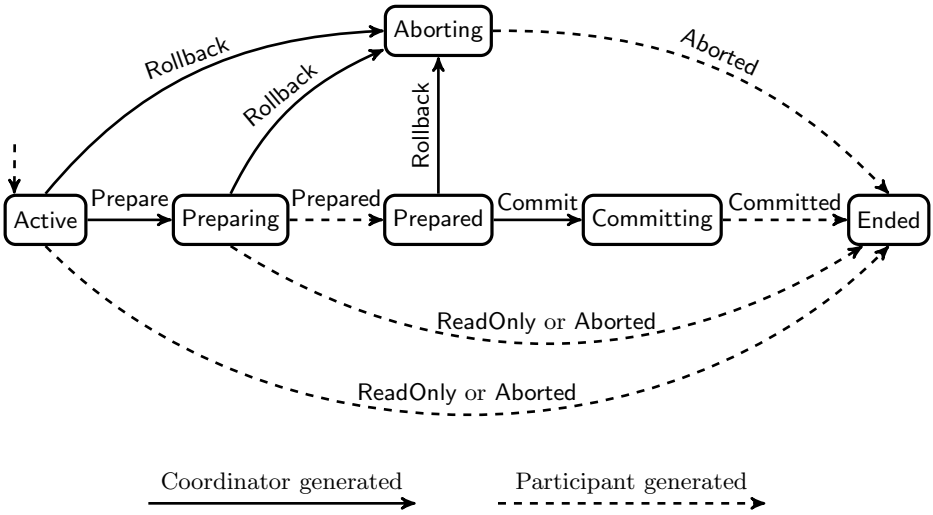 Aborting
Rollback
Aborted
Rollback
Rollback
Prepare
Prepared
Commit
Committed
Active
Preparing
Prepared
Committing
Ended
ReadOnly or Aborted
ReadOnly or Aborted
Coordinator generated
Participant generated